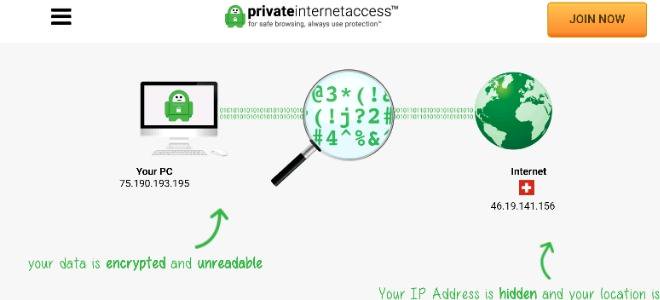 privateinternetaccess™
for safe browsing, always use protection™
JOIN NOW
@3*(!
(!j?2#
#4^%&
Your PC
75.190.193.195
Internet
46.19.141.156
your data is encrypted and unreadable
Your IP Address is hidden and your location is